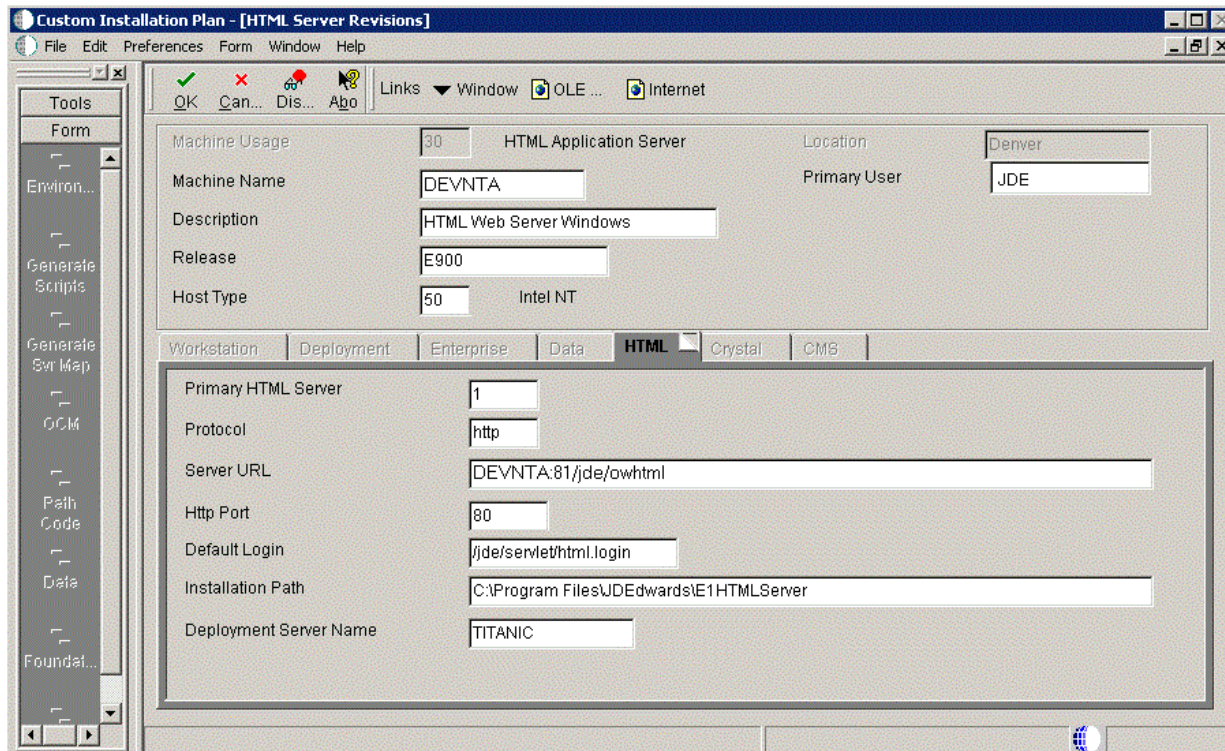 Custom Installation Plan - [HTML Server Revisions]
File Edit Preferences Form Window Help
Tools
Form
Environ...
Generate
Scripts
Generate
Svr Map
OCM
Path
Code
Data
Foundat...
OK Can... Dis... Abo Links Window OLE ... Internet
Machine Usage 30 HTML Application Server Location Denver
Machine Name DEVNTA Primary User JDE
Description HTML Web Server Windows
Release E900
Host Type 50 Intel NT
Workstation Deployment Enterprise Data HTML Crystal CMS
Primary HTML Server 1
Protocol http
Server URL DEVNTA:81/jde/owhtml
Http Port 80
Default Login /jde/servlet/html.login
Installation Path C:\Program Files\JDEdwards\E1HTMLServer
Deployment Server Name TITANIC